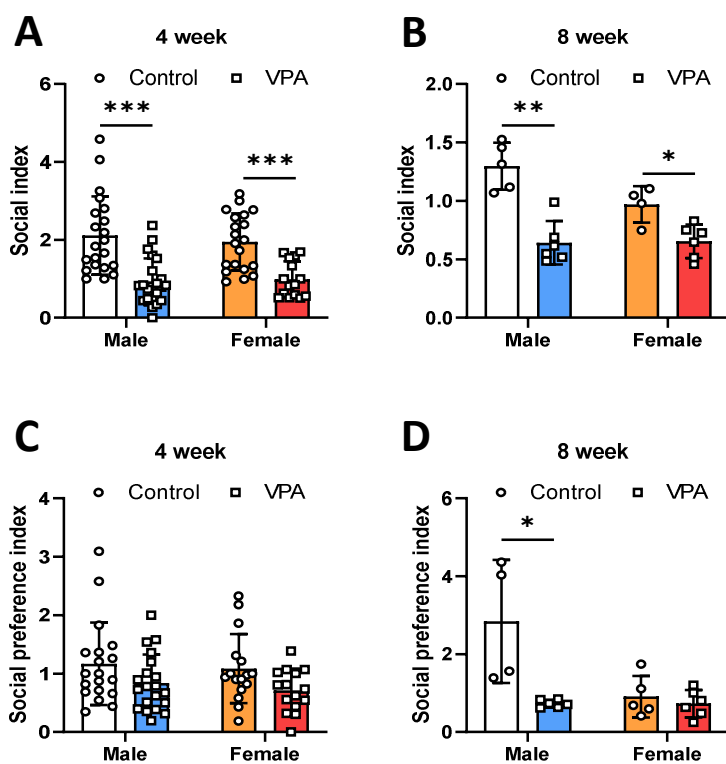 A
4 week
Control VPA
***
***
Social index
6
4
2
0
Male Female
B
8 week
Control VPA
**
*
Social index
2.0
1.5
1.0
0.5
0.0
Male Female
C
4 week
Control VPA
Social preference index
4
3
2
1
0
Male Female
D
8 week
Control VPA
*
Social preference index
6
4
2
0
Male Female